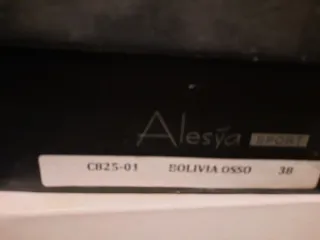 Alesya SPORT
CB25-01 BOLIVIA OSSO 38